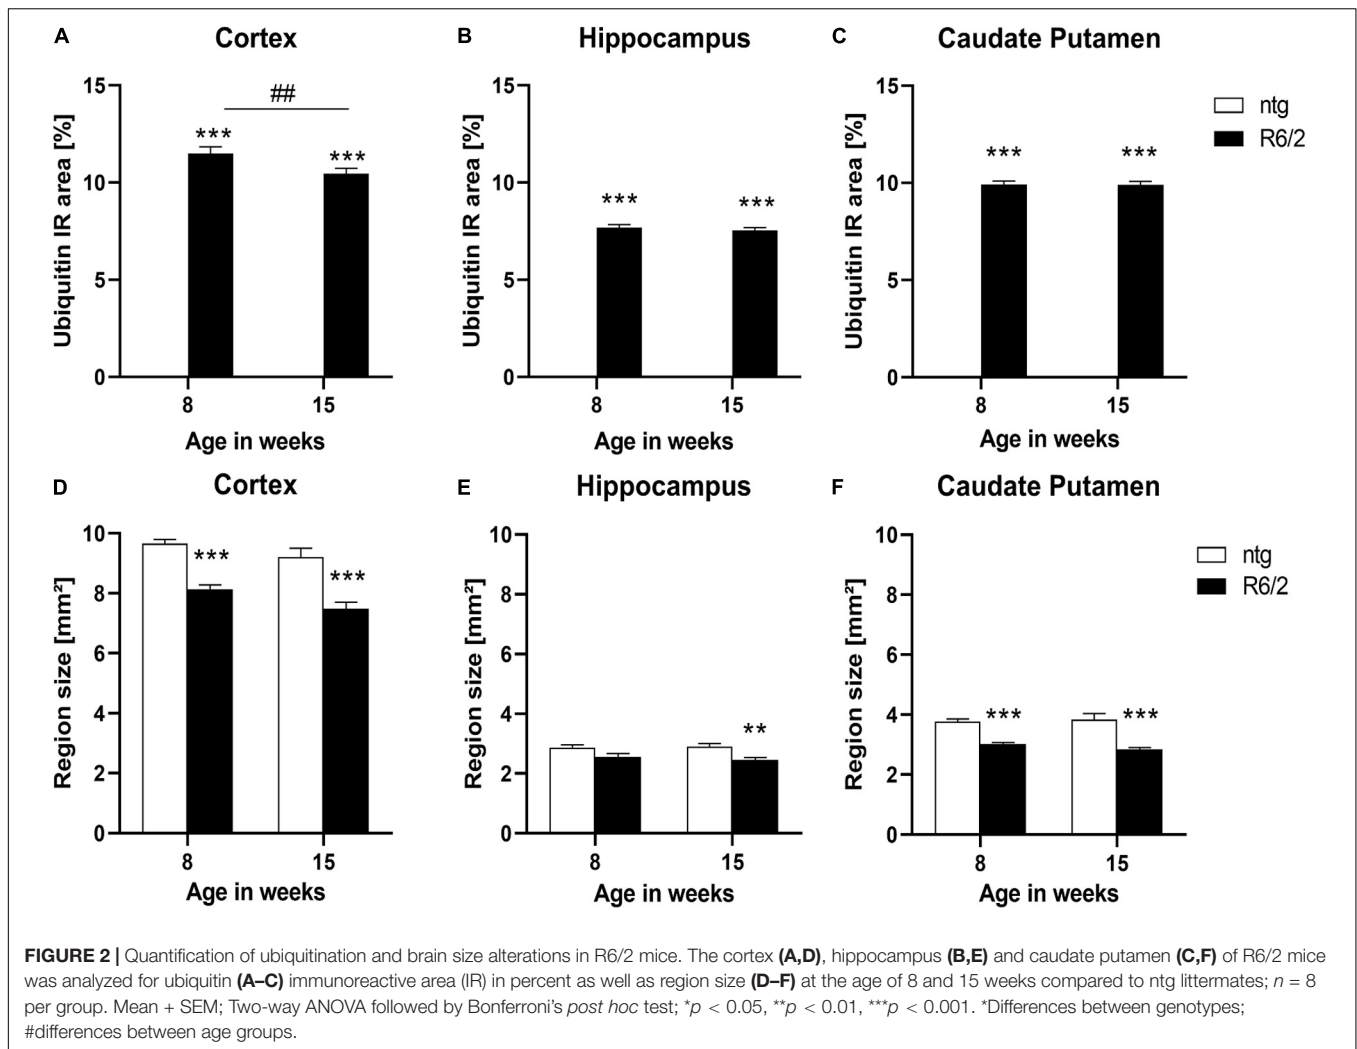 A Cortex
B Hippocampus
C Caudate Putamen
Ubiquitin IR area [%]
15
10
5
0
##
***
***
8 15
Age in weeks
Ubiquitin IR area [%]
15
10
5
0
***
***
8 15
Age in weeks
Ubiquitin IR area [%]
15
10
5
0
***
***
8 15
Age in weeks
ntg
R6/2
D Cortex
E Hippocampus
F Caudate Putamen
Region size [mm²]
10
8
6
4
2
0
***
***
8 15
Age in weeks
Region size [mm²]
10
8
6
4
2
0
**
8 15
Age in weeks
Region size [mm²]
10
8
6
4
2
0
***
***
8 15
Age in weeks
ntg
R6/2
FIGURE 2 | Quantification of ubiquitination and brain size alterations in R6/2 mice. The cortex (A,D), hippocampus (B,E) and caudate putamen (C,F) of R6/2 mice
was analyzed for ubiquitin (A–C) immunoreactive area (IR) in percent as well as region size (D–F) at the age of 8 and 15 weeks compared to ntg littermates; n = 8
per group. Mean + SEM; Two-way ANOVA followed by Bonferroni's post hoc test; *p < 0.05, **p < 0.01, ***p < 0.001. *Differences between genotypes;
#differences between age groups.